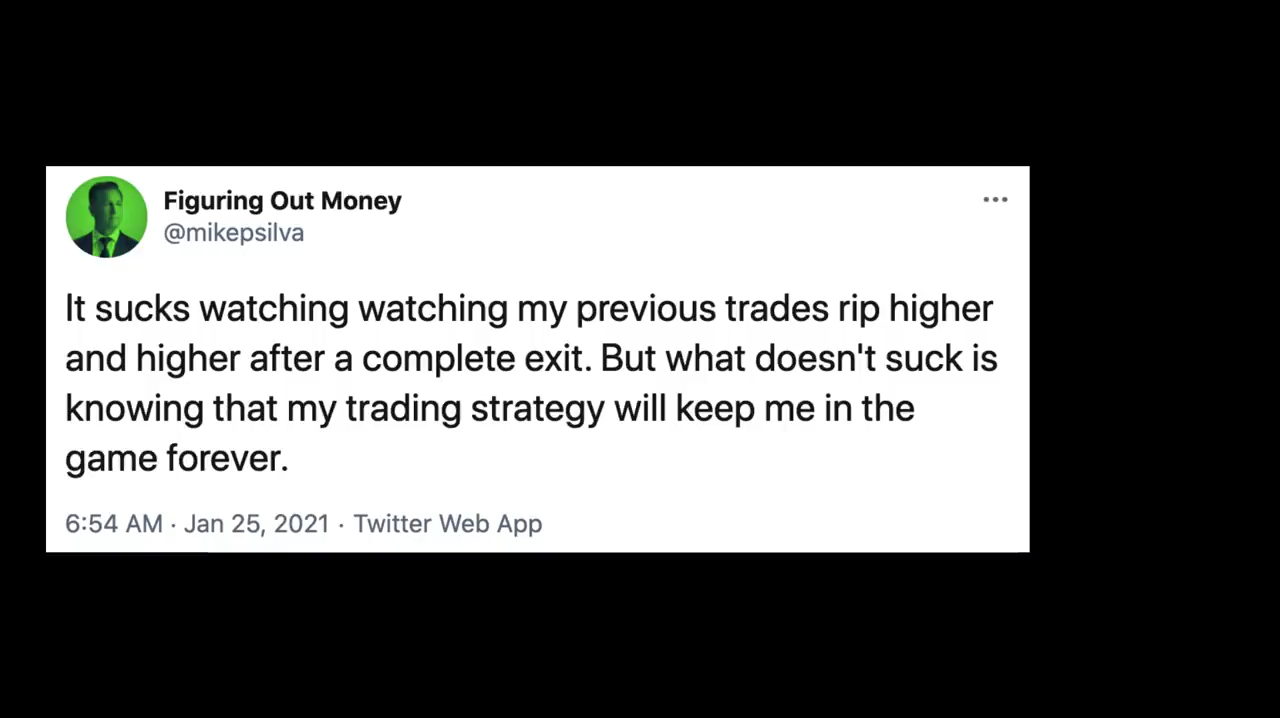 Figuring Out Money
@mikepsilva
It sucks watching watching my previous trades rip higher
and higher after a complete exit. But what doesn't suck is
knowing that my trading strategy will keep me in the
game forever.
6:54 AM · Jan 25, 2021 · Twitter Web App